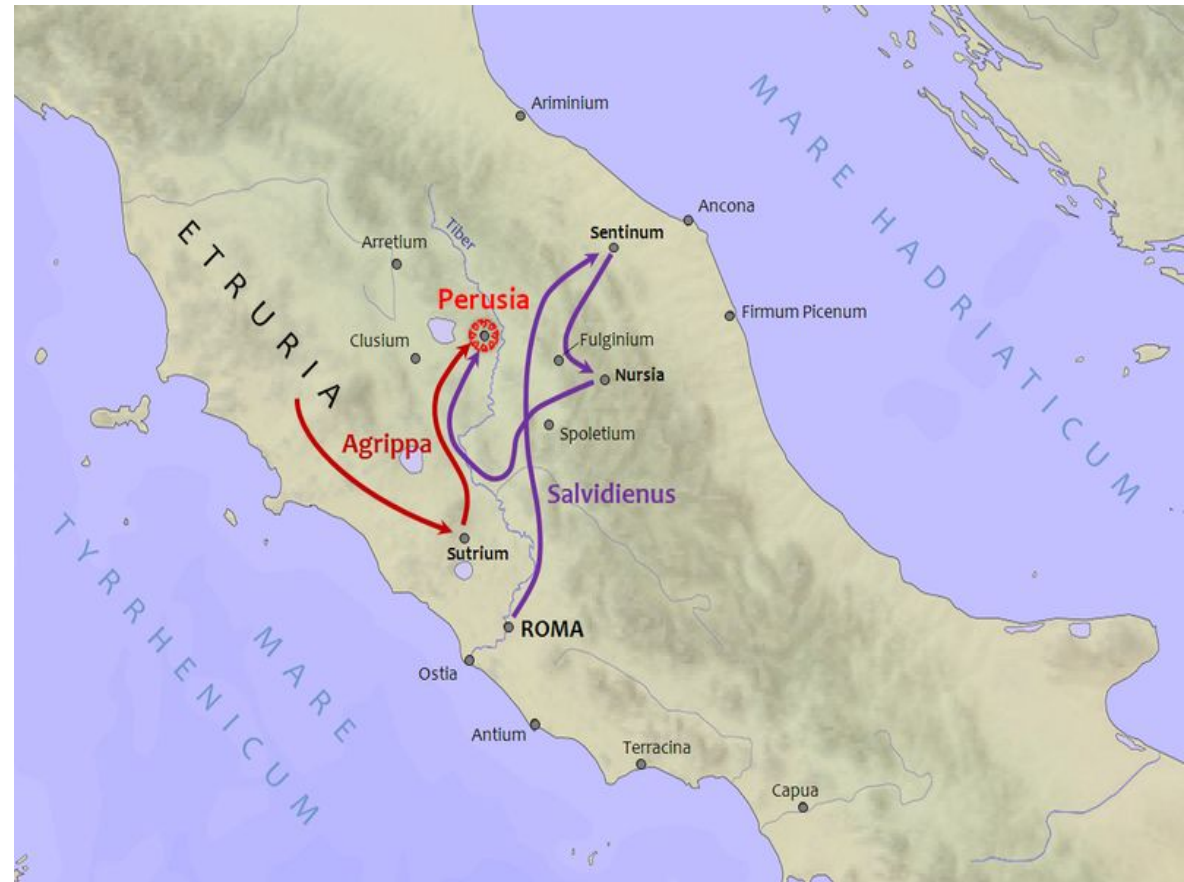 Ariminium
MARE HADRIATICUM
Ancona
Sentinum
Tiber
Arretium
ETRURIA
Perusia
Firmum Picenum
Clusium
Fulginium
Nursia
Agrippa
Spoletium
Salvidienus
Sutrium
TYRRHENICUM
MARE
ROMA
Ostia
Antium
Terracina
Capua